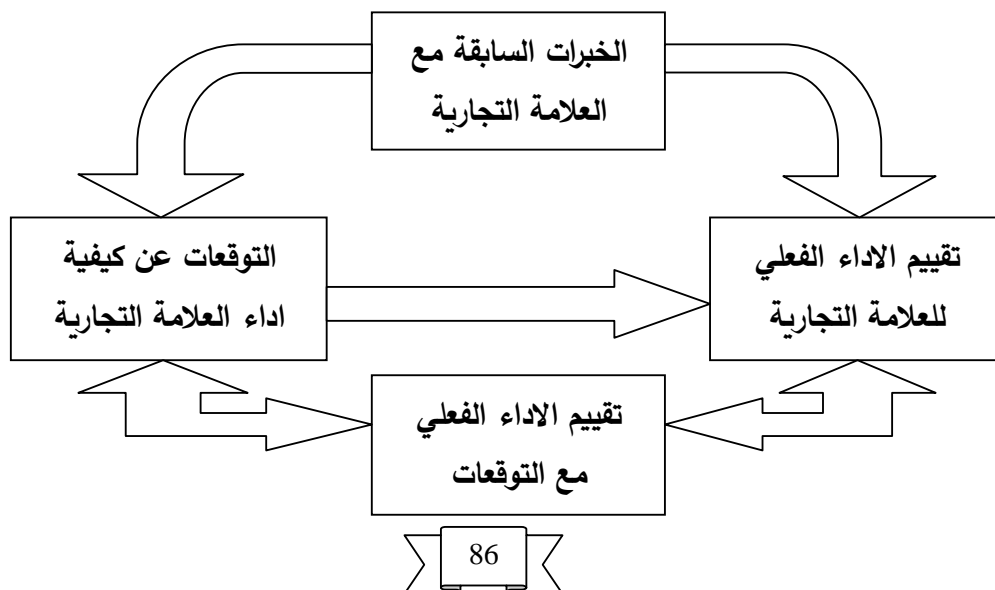 الخبرات السابقة مع
العلامة التجارية
تقييم الاداء الفعلي
للعلامة التجارية
التوقعات عن كيفية
اداء العلامة التجارية
تقييم الاداء الفعلي
مع التوقعات
86